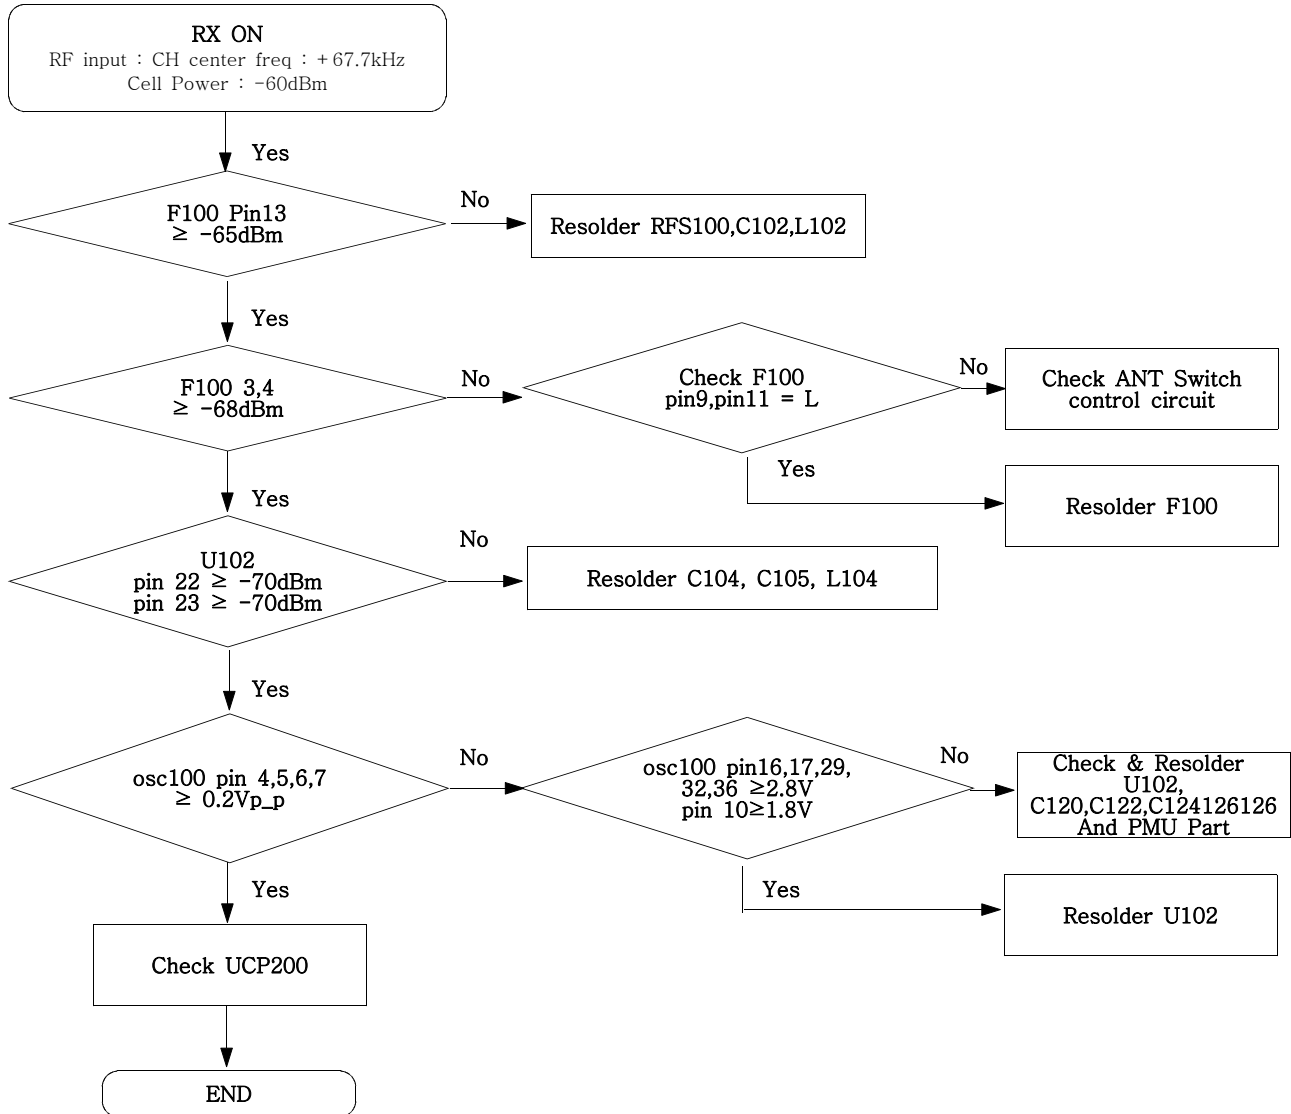 RX ON
RF input : CH center freq : +67.7kHz
Cell Power : -60dBm
Yes
F100 Pin13
≥ -65dBm
No
Resolder RFS100,C102,L102
Yes
F100 3,4
≥ -68dBm
No
Check F100
pin9,pin11 = L
No
Check ANT Switch
control circuit
Yes
Resolder F100
Yes
U102
pin 22 ≥ -70dBm
pin 23 ≥ -70dBm
No
Resolder C104, C105, L104
Yes
osc100 pin 4,5,6,7
≥ 0.2Vp_p
No
osc100 pin16,17,29,
32,36 ≥2.8V
pin 10≥1.8V
No
Check & Resolder
U102,
C120,C122,C124126126
And PMU Part
Yes
Resolder U102
Yes
Check UCP200
END